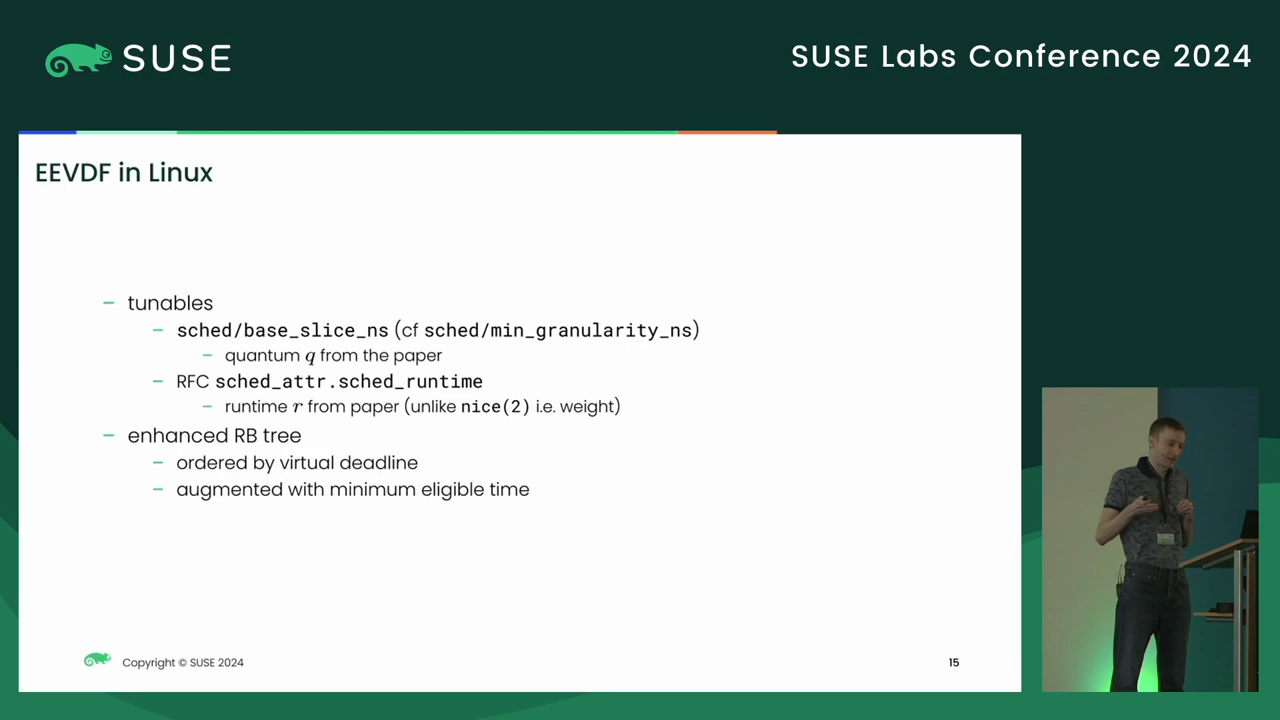 SUSE
SUSE Labs Conference 2024
EEVDF in Linux
– tunables
– sched/base_slice_ns (cf sched/min_granularity_ns)
– quantum q from the paper
– RFC sched_attr.sched_runtime
– runtime r from paper (unlike nice(2) i.e. weight)
– enhanced RB tree
– ordered by virtual deadline
– augmented with minimum eligible time
Copyright © SUSE 2024
15